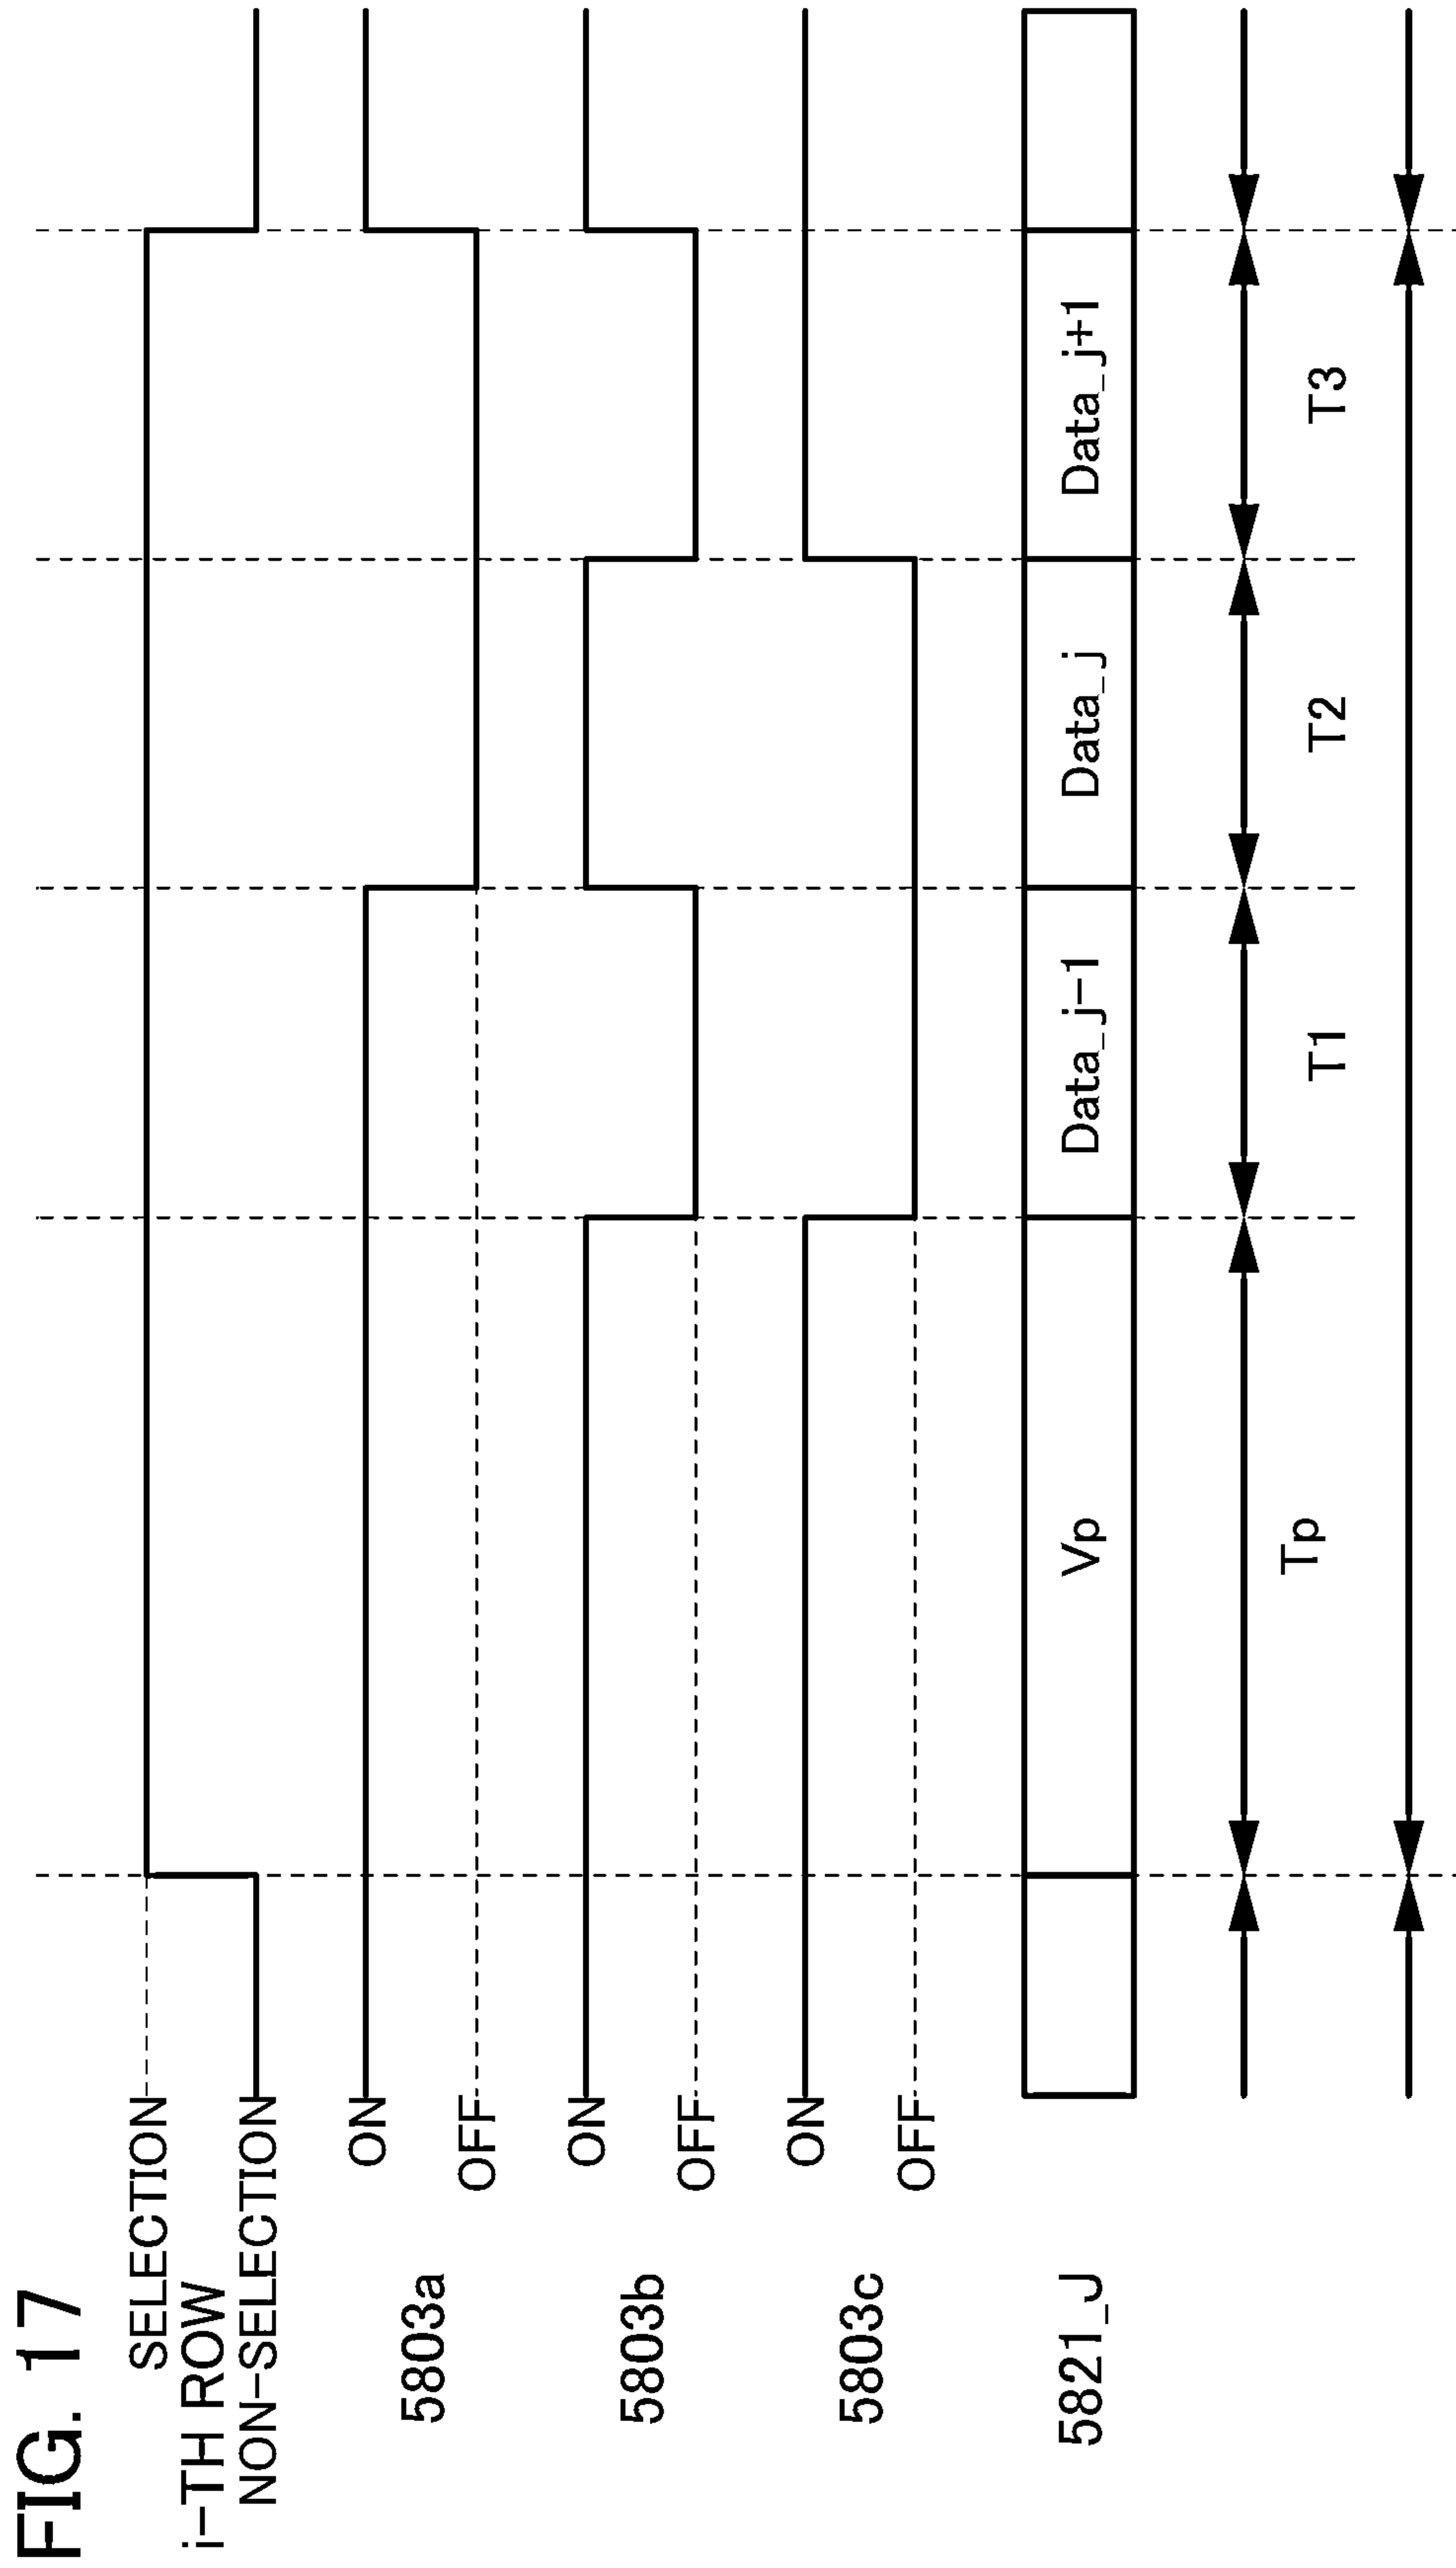 FIG. 17
SELECTION
i-TH ROW
NON-SELECTION
ON
5803a
OFF
ON
5803b
OFF
ON
5803c
OFF
5821_J
Vp
Data_j-1
Data_j
Data_j+1
Tp
T1
T2
T3